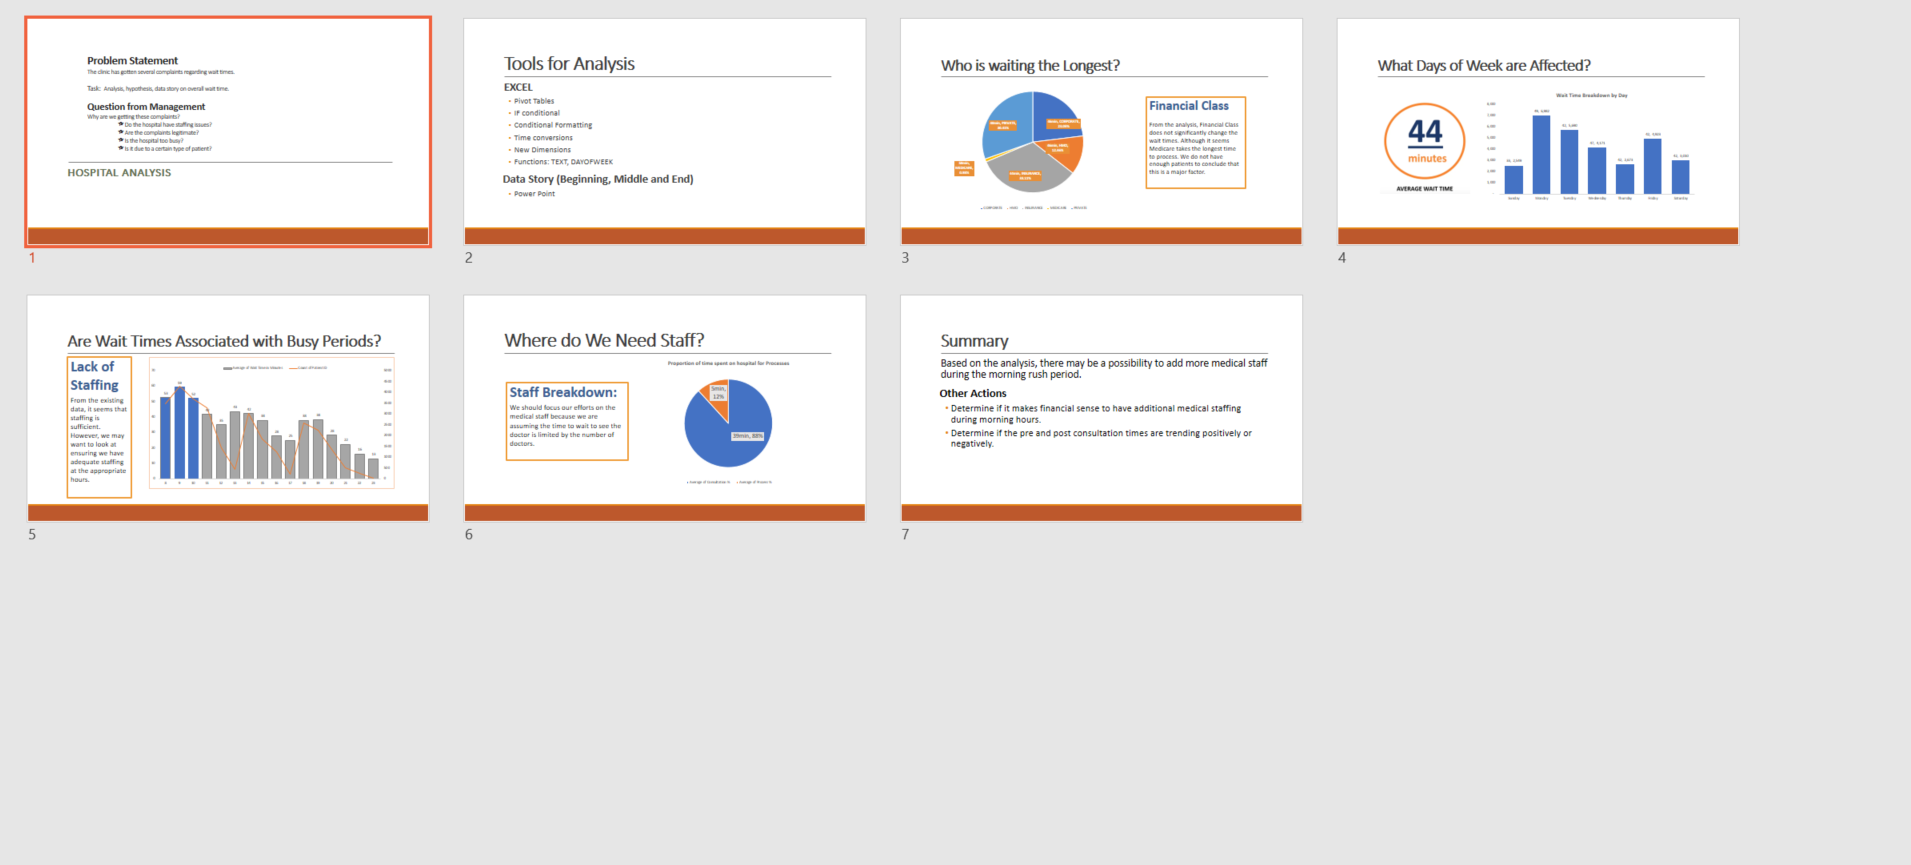 Problem Statement
The clinic has gotten several complaints regarding wait times.
Task: Analysis, hypothesis, data story on overall wait time.
Question from Management
Why are we getting these complaints?
Do the hospital have staffing issues?
Are the complaints legitimate?
Is the hospital too busy?
Is it due to a certain type of patient?
HOSPITAL ANALYSIS
1
Tools for Analysis
EXCEL
• Pivot Tables
• IF conditional
• Conditional Formatting
• Time conversions
• New Dimensions
• Functions: TEXT, DAYOFWEEK
Data Story (Beginning, Middle and End)
• Power Point
2
Who is waiting the Longest?
Financial Class
From the analysis, Financial Class
does not significantly change the
wait times. Although it seems
Medicare takes the longest time
to process. We do not have
enough patients to conclude that
this is a major factor.
3
What Days of Week are Affected?
44
minutes
AVERAGE WAIT TIME
Wait Time Breakdown by Day
Sunday
Monday
Tuesday
Wednesday
Thursday
Friday
Saturday
4
Are Wait Times Associated with Busy Periods?
Lack of
Staffing
From the existing
data, it seems that
staffing is
sufficient.
However, we may
want to look at
ensuring we have
adequate staffing
at the appropriate
hours.
5
Where do We Need Staff?
Staff Breakdown:
We should focus our efforts on the
medical staff because we are
assuming the time to wait to see the
doctor is limited by the number of
doctors.
Proportion of time spent on hospital for Processes
5min,
12%
39min, 88%
6
Summary
Based on the analysis, there may be a possibility to add more medical staff
during the morning rush period.
Other Actions
• Determine if it makes financial sense to have additional medical staffing
during morning hours.
• Determine if the pre and post consultation times are trending positively or
negatively.
7